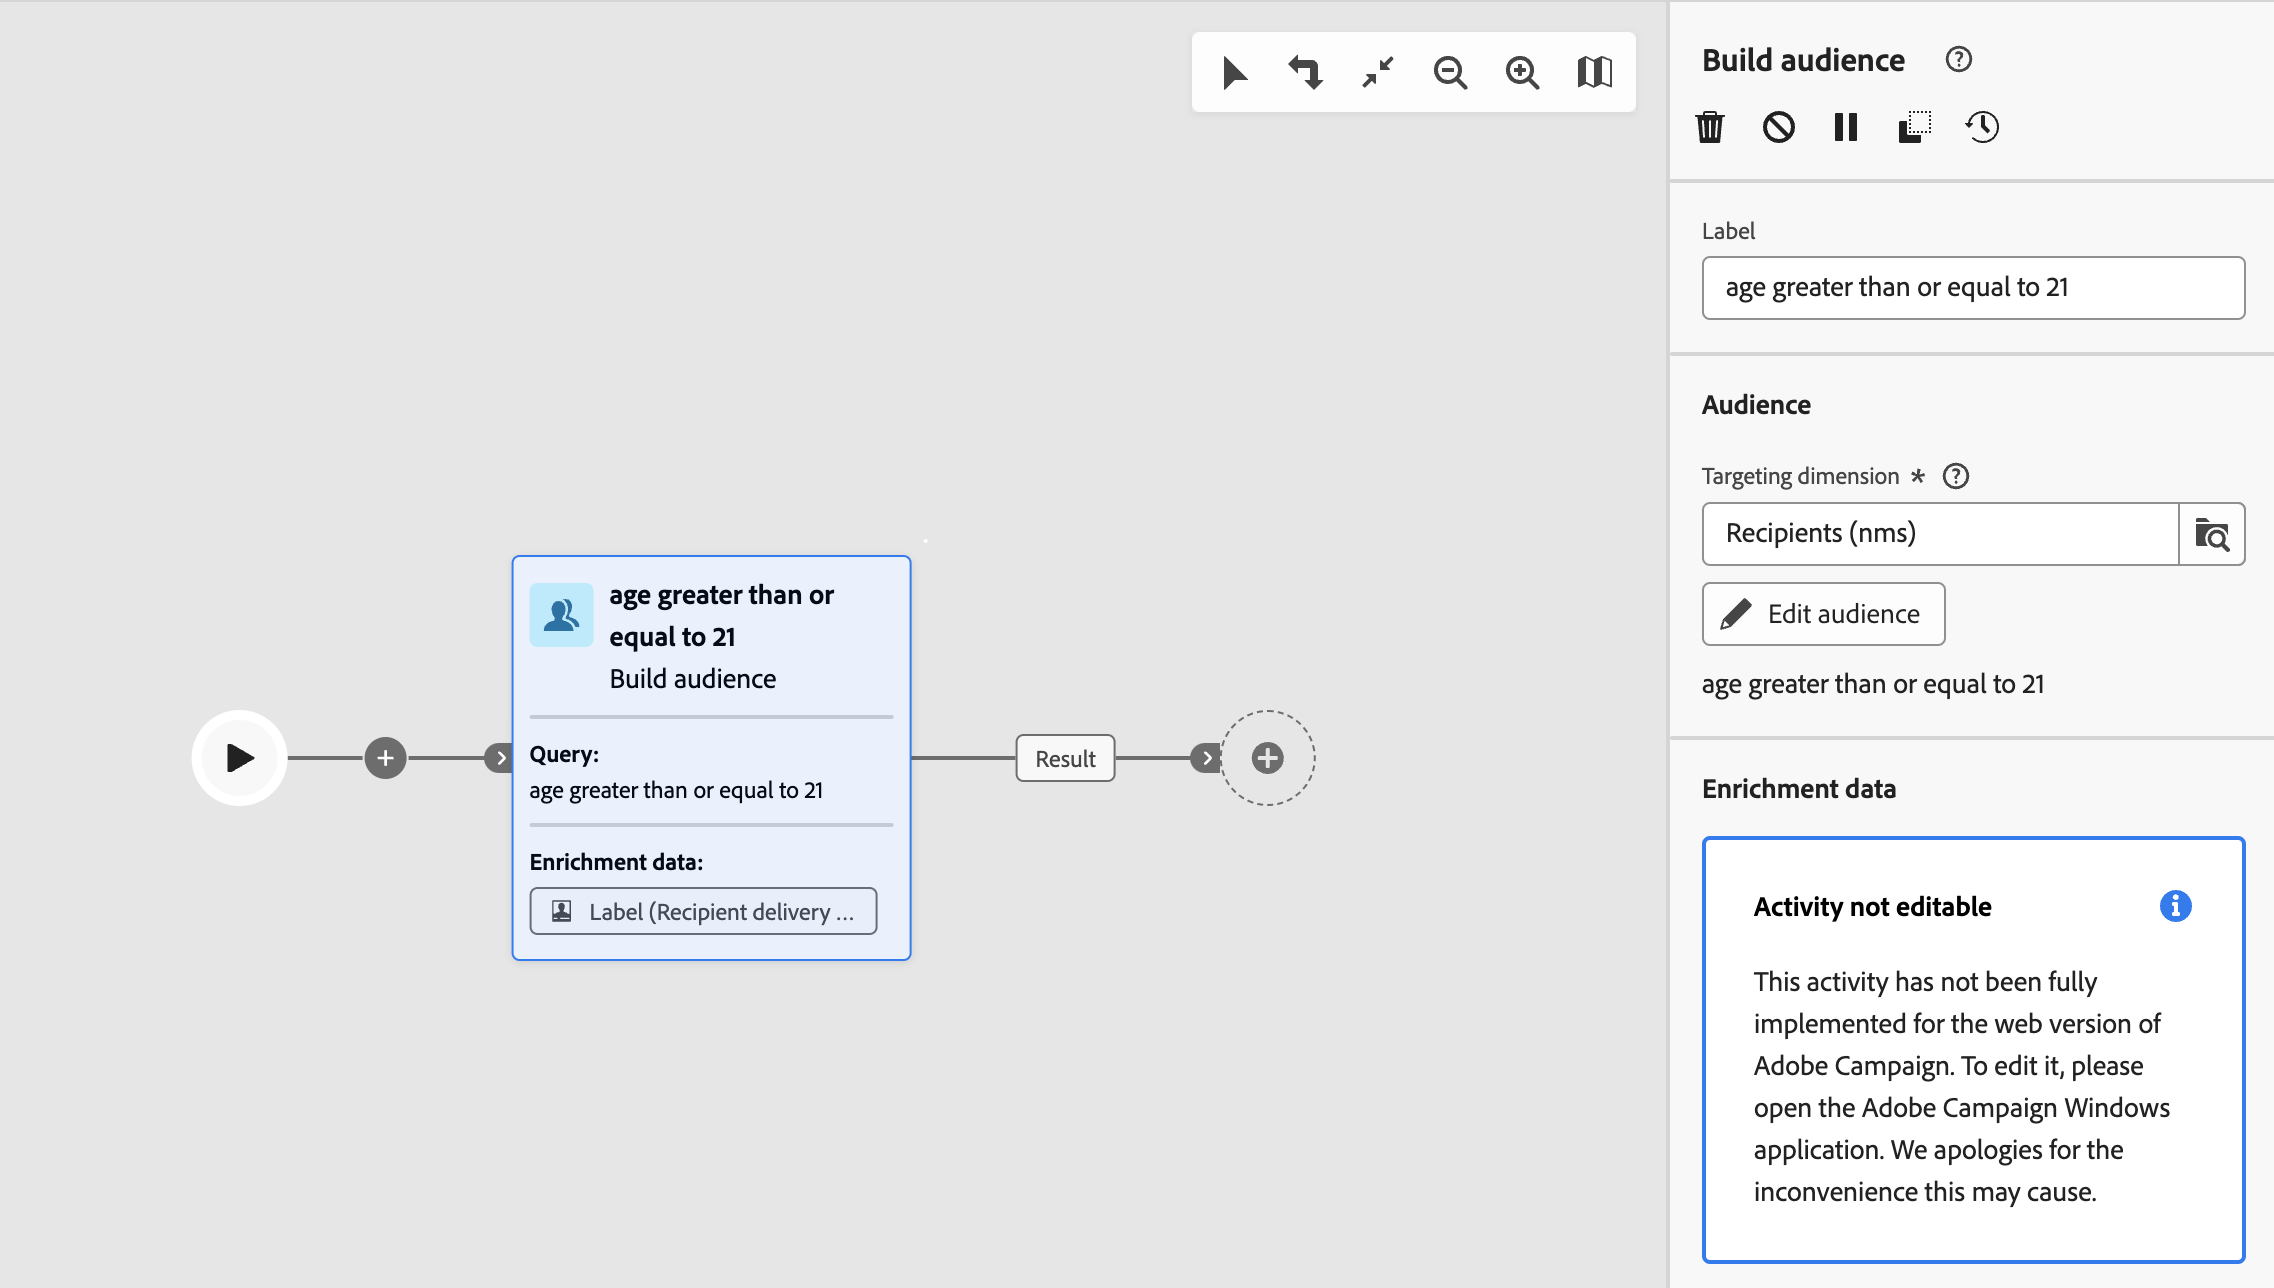 Build audience
Label
age greater than or equal to 21
Audience
Targeting dimension *
Recipients (nms)
Edit audience
age greater than or equal to 21
Enrichment data
Activity not editable
This activity has not been fully
implemented for the web version of
Adobe Campaign. To edit it, please
open the Adobe Campaign Windows
application. We apologies for the
inconvenience this may cause.
age greater than or
equal to 21
Build audience
Query:
age greater than or equal to 21
Enrichment data:
Label (Recipient delivery ...
Result